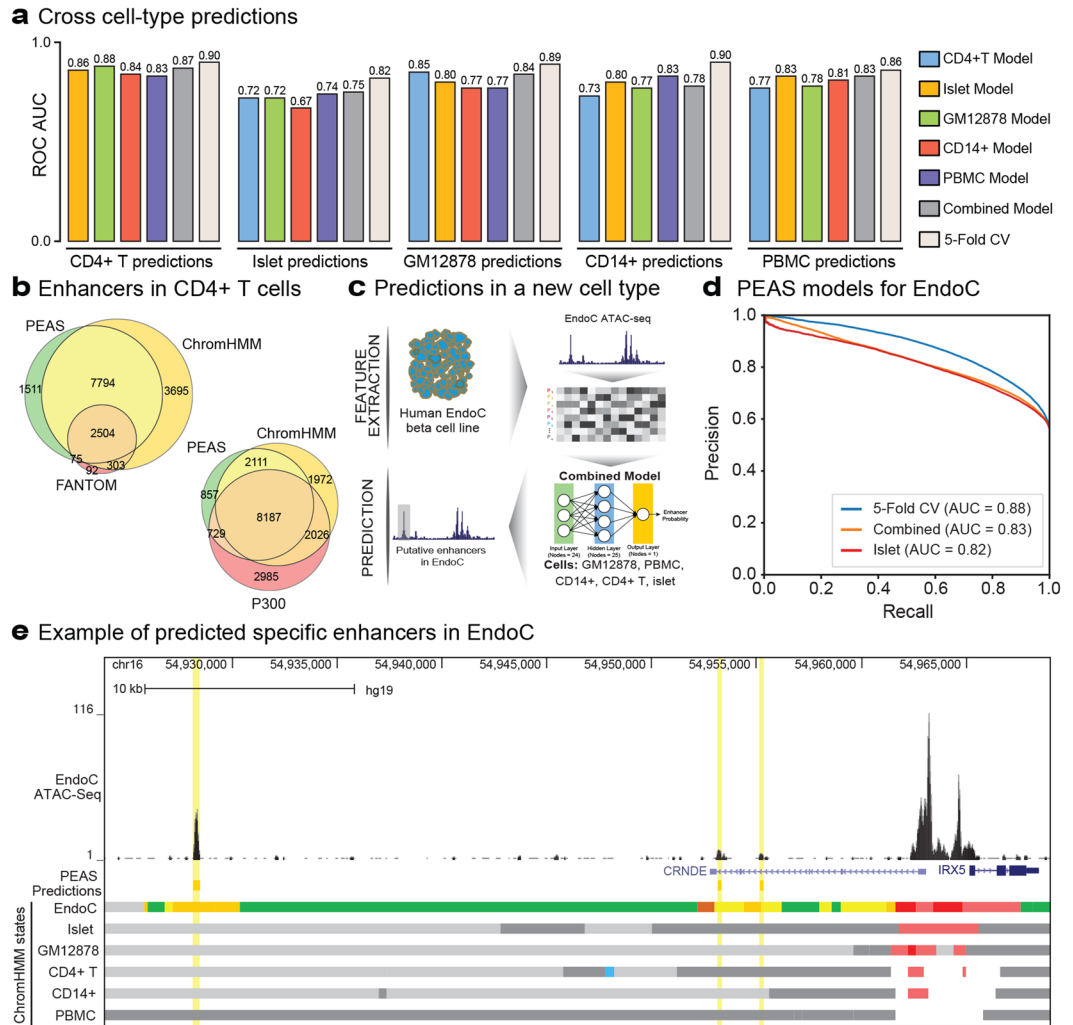 a Cross cell-type predictions
ROC AUC
1.0
0.0
0.86 0.88 0.84 0.83 0.87 0.90
0.72 0.72 0.67 0.74 0.75 0.82
0.85 0.80 0.77 0.77 0.84 0.89
0.73 0.80 0.77 0.83 0.78 0.90
0.77 0.83 0.78 0.81 0.83 0.86
CD4+ T predictions
Islet predictions
GM12878 predictions
CD14+ predictions
PBMC predictions
CD4+T Model
Islet Model
GM12878 Model
CD14+ Model
PBMC Model
Combined Model
5-Fold CV
b Enhancers in CD4+ T cells
PEAS
ChromHMM
1511
7794
3695
2504
75
92
303
FANTOM
ChromHMM
PEAS
2111
1972
857
8187
729
2026
2985
P300
c Predictions in a new cell type
FEATURE
EXTRACTION
Human EndoC
beta cell line
EndoC ATAC-seq
PREDICTION
Putative enhancers
in EndoC
Combined Model
Enhancer
Probability
Input Layer
(Nodes = 24)
Hidden Layer
(Nodes = 25)
Output Layer
(Nodes = 1)
Cells: GM12878, PBMC,
CD14+, CD4+ T, islet
d PEAS models for EndoC
Precision
1.0
0.8
0.6
0.4
0.2
0.0
5-Fold CV (AUC = 0.88)
Combined (AUC = 0.83)
Islet (AUC = 0.82)
0.0 0.2 0.4 0.6 0.8 1.0
Recall
e Example of predicted specific enhancers in EndoC
chr16 54,930,000 54,935,000 54,940,000 54,945,000 54,950,000 54,955,000 54,960,000 54,965,000
10 kb hg19
116
EndoC
ATAC-Seq
1
CRNDE IRX5
PEAS
Predictions
ChromHMM states
EndoC
Islet
GM12878
CD4+ T
CD14+
PBMC